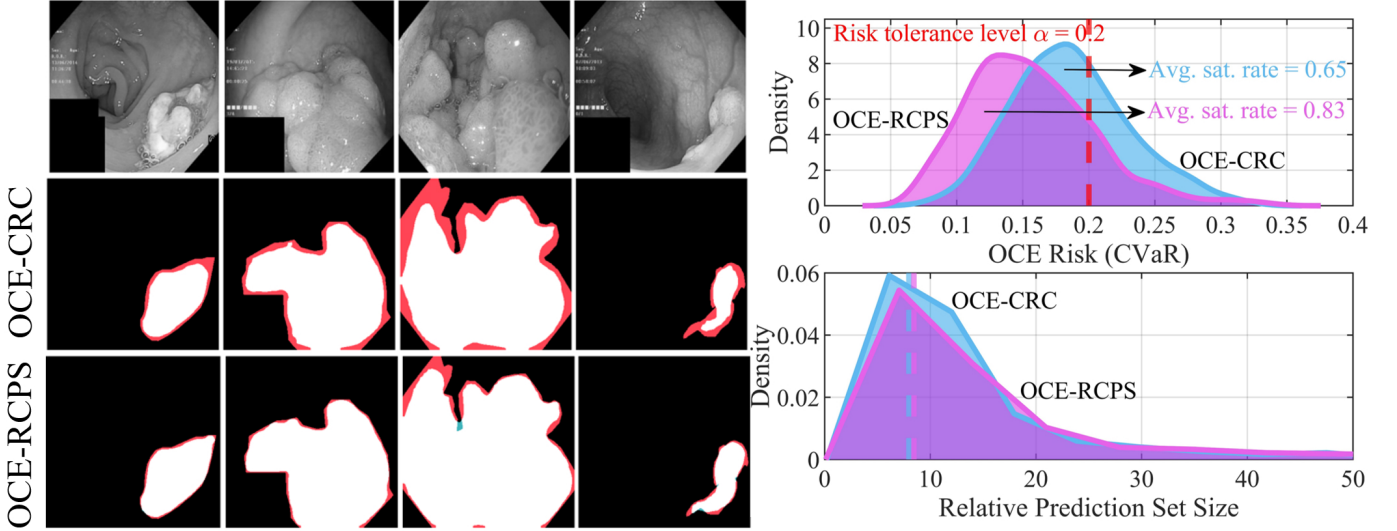 OCE-CRC
OCE-RCPS
Risk tolerance level α = 0.2
Avg. sat. rate = 0.65
Avg. sat. rate = 0.83
OCE-RCPS
OCE-CRC
Density
10
8
6
4
2
0
0 0.05 0.1 0.15 0.2 0.25 0.3 0.35 0.4
OCE Risk (CVaR)
OCE-CRC
OCE-RCPS
Density
0.06
0.04
0.02
0
0 10 20 30 40 50
Relative Prediction Set Size